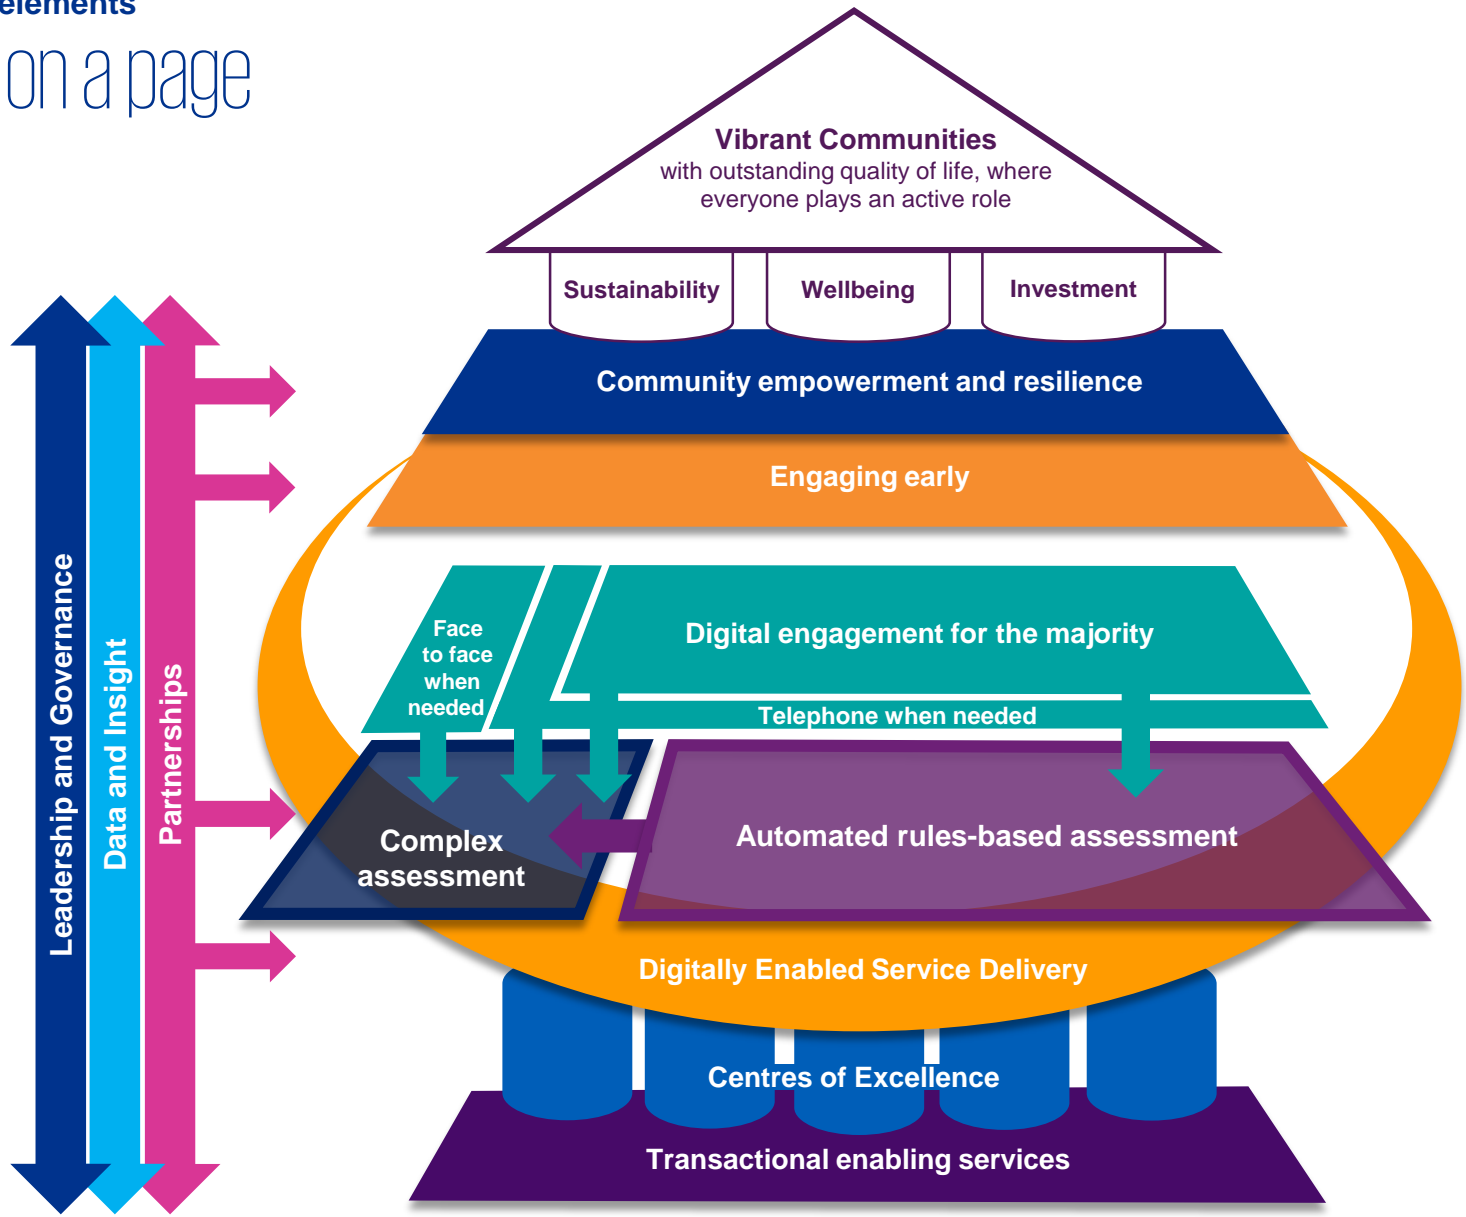 elements
on a page
Vibrant Communities
with outstanding quality of life, where
everyone plays an active role
Sustainability
Wellbeing
Investment
Community empowerment and resilience
Engaging early
Face
to face
when
needed
Digital engagement for the majority
Telephone when needed
Complex
assessment
Automated rules-based assessment
Digitally Enabled Service Delivery
Centres of Excellence
Transactional enabling services
Leadership and Governance
Data and Insight
Partnerships